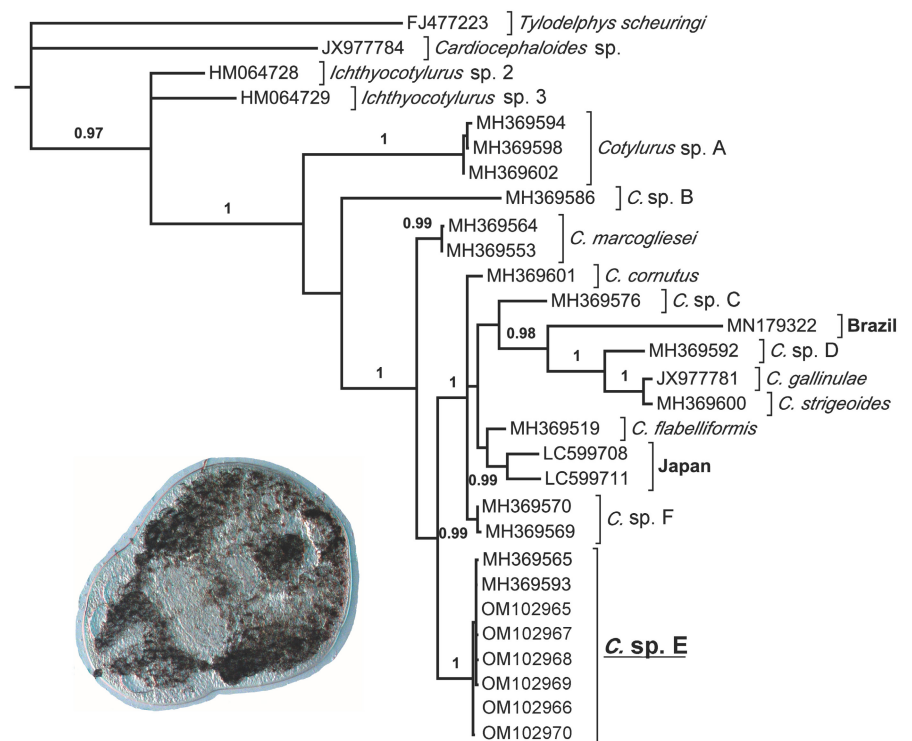 FJ477223 ] Tylodelphys scheuringi
JX977784 ] Cardiocephaloides sp.
HM064728 ] Ichthyocotylurus sp. 2
HM064729 ] Ichthyocotylurus sp. 3
0.97
MH369594
1
MH369598 Cotylurus sp. A
MH369602
MH369586 ] C. sp. B
1
0.99 MH369564
C. marcogliesei
MH369553
MH369601 ] C. cornutus
MH369576 ] C. sp. C
MN179322 ] Brazil
0.98
MH369592 ] C. sp. D
1
JX977781 ] C. gallinulae
1 1 1
MH369600 ] C. strigeoides
MH369519 ] C. flabelliformis
LC599708
Japan
LC599711
0.99
MH369570
C. sp. F
0.99 MH369569
MH369565
MH369593
OM102965
OM102967
C. sp. E
OM102968
1
OM102969
OM102966
OM102970